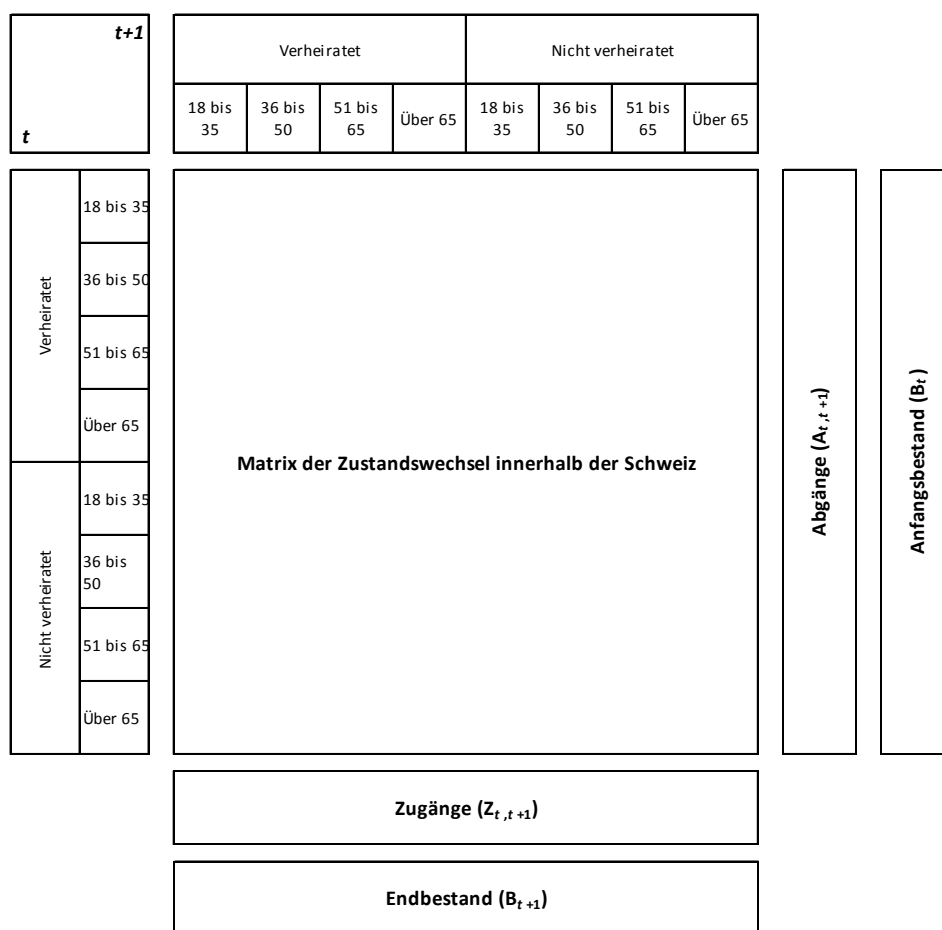 t+1
t
Verheiratet
Nicht verheiratet
18 bis
35
36 bis
50
51 bis
65
Über 65
18 bis
35
36 bis
50
51 bis
65
Über 65
Verheiratet
18 bis 35
36 bis 50
51 bis 65
Über 65
Nicht verheiratet
18 bis 35
36 bis
50
51 bis 65
Über 65
Matrix der Zustandswechsel innerhalb der Schweiz
Abgänge (At,t+1)
Anfangsbestand (Bt)
Zugänge (Zt,t+1)
Endbestand (Bt+1)